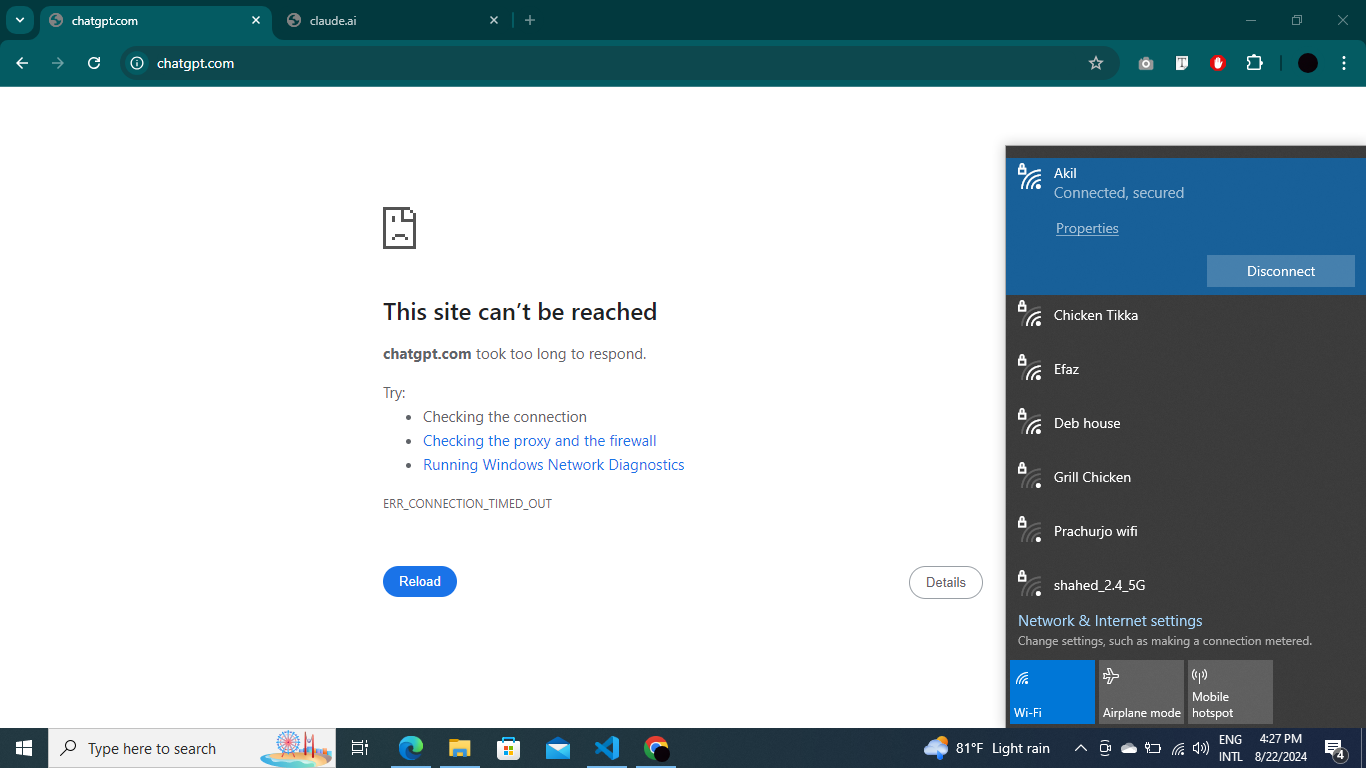 chatgpt.com
claude.ai
chatgpt.com
This site can’t be reached
chatgpt.com took too long to respond.
Try:
• Checking the connection
• Checking the proxy and the firewall
• Running Windows Network Diagnostics
ERR_CONNECTION_TIMED_OUT
Reload
Details
Akil
Connected, secured
Properties
Disconnect
Chicken Tikka
Efaz
Deb house
Grill Chicken
Prachurjo wifi
shahed_2.4_5G
Network & Internet settings
Change settings, such as making a connection metered.
Wi-Fi
Airplane mode
Mobile
hotspot
Type here to search
81°F Light rain
ENG
INTL
4:27 PM
8/22/2024
4